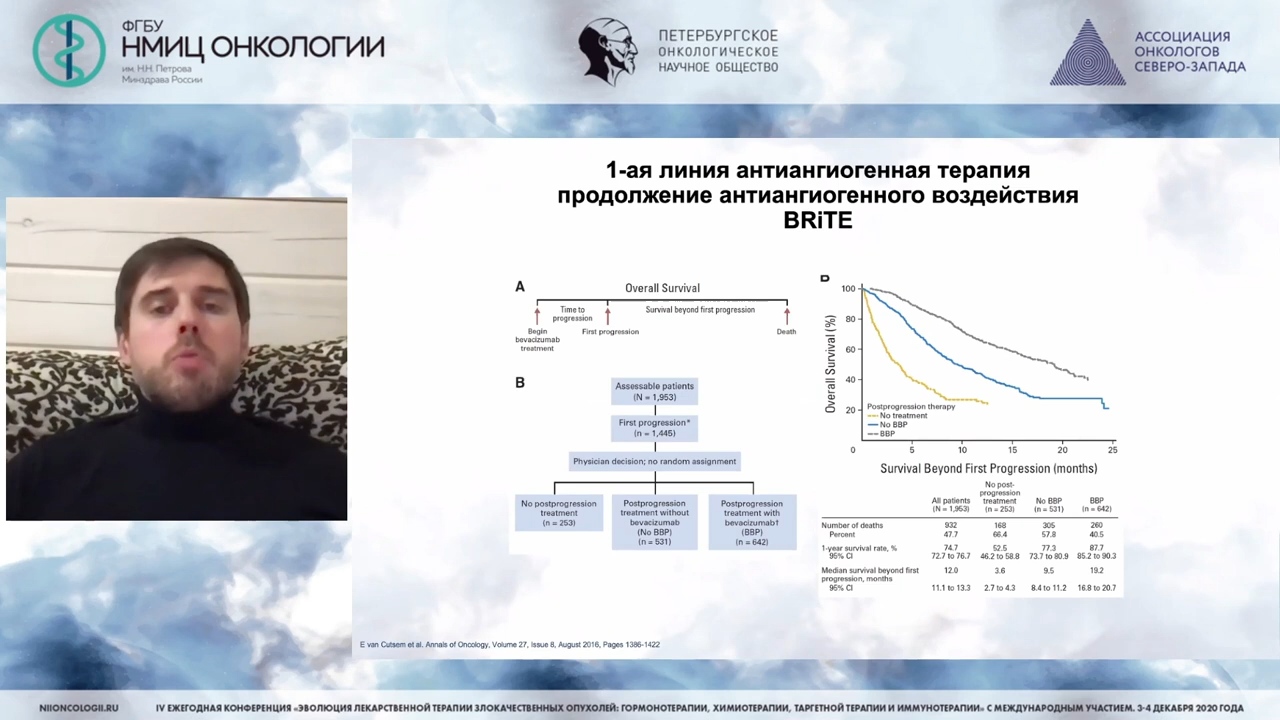 ФГБУ
НМИЦ ОНКОЛОГИИ
им. Н.Н. Петрова
Минздрава России
ПЕТЕРБУРГСКОЕ
ОНКОЛОГИЧЕСКОЕ
НАУЧНОЕ ОБЩЕСТВО
АССОЦИАЦИЯ
ОНКОЛОГОВ
СЕВЕРО-ЗАПАДА
1-ая линия антиангиогенная терапия
продолжение антиангиогенного воздействия
BRiTE
A
Overall Survival
Time to
progression
Survival beyond first progression
Begin
bevacizumab
treatment
First progression
Death
B
Assessable patients
(N = 1,953)
First progression*
(n = 1,445)
Physician decision; no random assignment
No postprogression
treatment
(n = 253)
Postprogression
treatment without
bevacizumab
(No BBP)
(n = 531)
Postprogression
treatment with
bevacizumab†
(BBP)
(n = 642)
Overall Survival (%)
100
80
60
40
20
Postprogression therapy
No treatment
No BBP
BBP
0 5 10 15 20 25
Survival Beyond First Progression (months)
All patients
(N = 1,953)
No post-
progression
treatment
(n = 253)
No BBP
(n = 531)
BBP
(n = 642)
Number of deaths 932 168 305 260
Percent 47.7 66.4 57.8 40.5
1-year survival rate, % 74.7 52.5 77.3 87.7
95% CI 72.7 to 76.7 46.2 to 58.8 73.7 to 80.9 85.2 to 90.3
Median survival beyond first
progression, months 12.0 3.6 9.5 19.2
95% CI 11.1 to 13.3 2.7 to 4.3 8.4 to 11.2 16.8 to 20.7
E van Cutsem et al. Annals of Oncology, Volume 27, Issue 8, August 2016, Pages 1386-1422
NIIONCOLOGII.RU
IV ЕЖЕГОДНАЯ КОНФЕРЕНЦИЯ «ЭВОЛЮЦИЯ ЛЕКАРСТВЕННОЙ ТЕРАПИИ ЗЛОКАЧЕСТВЕННЫХ ОПУХОЛЕЙ: ГОРМОНОТЕРАПИИ, ХИМИОТЕРАПИИ, ТАРГЕТНОЙ ТЕРАПИИ И ИММУНОТЕРАПИИ» С МЕЖДУНАРОДНЫМ УЧАСТИЕМ. 3-4 ДЕКАБРЯ 2020 ГОДА